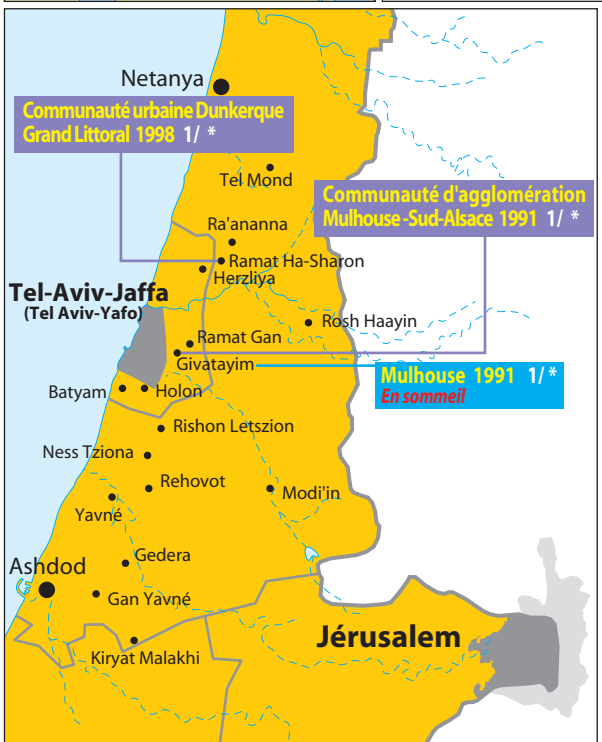 Netanya
Communauté urbaine Dunkerque
Grand Littoral 1998 1/ *
Tel Mond
Communauté d'agglomération
Mulhouse-Sud-Alsace 1991 1/ *
Ra'ananna
Ramat Ha-Sharon
Herzliya
Tel-Aviv-Jaffa
(Tel Aviv-Yafo)
Rosh Haayin
Ramat Gan
Givatayim
Mulhouse 1991 1/ *
En sommeil
Batyam
Holon
Rishon Letszion
Ness Tziona
Rehovot
Modi'in
Yavné
Gedera
Ashdod
Gan Yavné
Jérusalem
Kiryat Malakhi